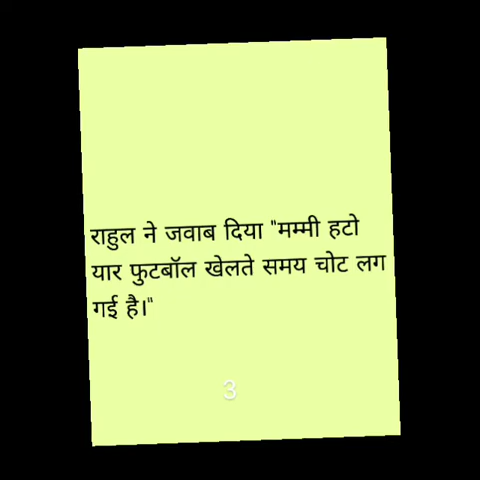 राहुल ने जवाब दिया "मम्मी हटो
यार फुटबॉल खेलते समय चोट लग
गई है।"
3